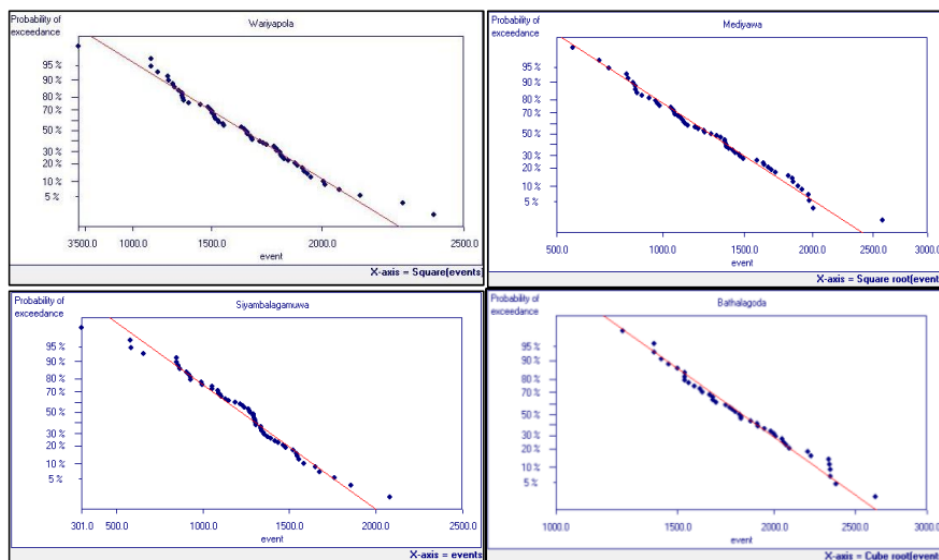 Wariyapola
Probability of
exceedance
95 %
90 %
80 %
70 %
50 %
30 %
20 %
10 %
5 %
3500.0 1000.0 1500.0 2000.0 2500.0
event
X-axis = Square(events)
Mediyawa
Probability of
exceedance
95 %
90 %
80 %
70 %
50 %
30 %
20 %
10 %
5 %
500.0 1000.0 1500.0 2000.0 2500.0 3000.0
event
X-axis = Square root(event
Siyambalagamuwa
Probability of
exceedance
95 %
90 %
80 %
70 %
50 %
30 %
20 %
10 %
5 %
301.0 500.0 1000.0 1500.0 2000.0 2500.0
event
X-axis = events
Bathalagoda
Probability of
exceedance
95 %
90 %
80 %
70 %
50 %
30 %
20 %
10 %
5 %
1000.0 1500.0 2000.0 2500.0 3000.0
event
X-axis = Cube root(event